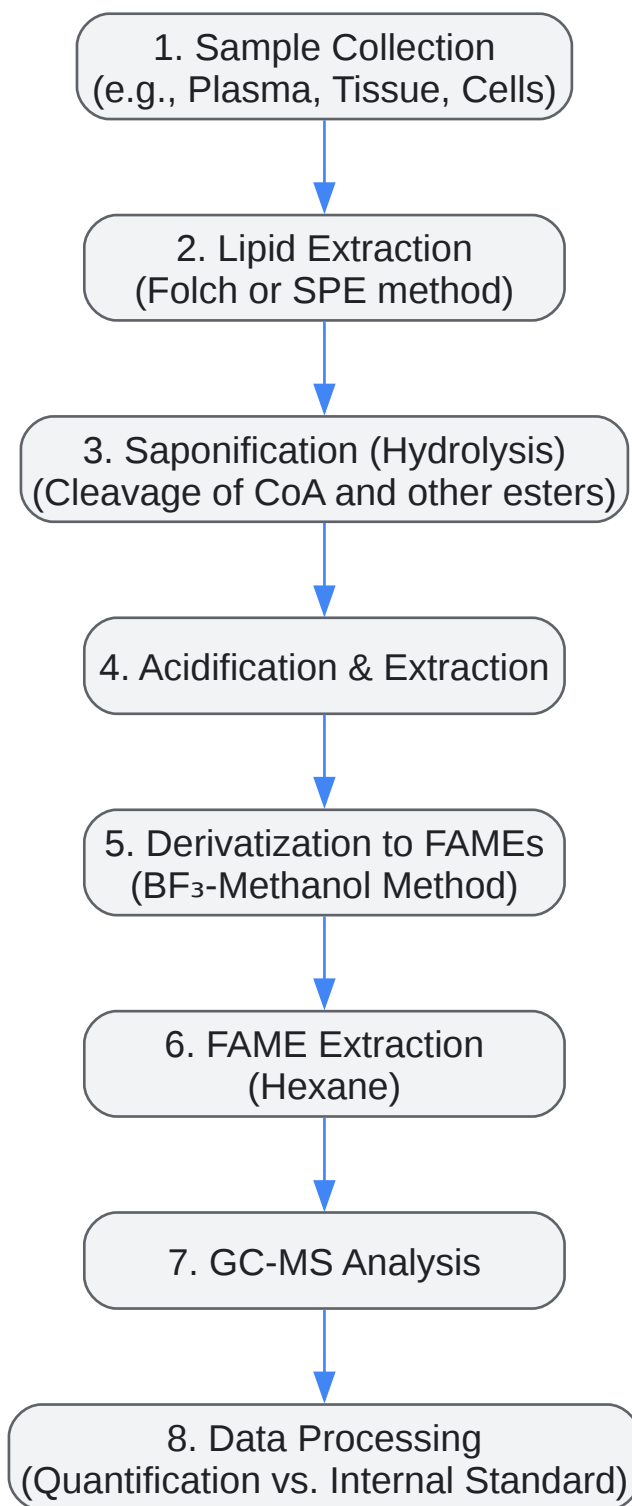 1. Sample Collection
(e.g., Plasma, Tissue, Cells)
2. Lipid Extraction
(Folch or SPE method)
3. Saponification (Hydrolysis)
(Cleavage of CoA and other esters)
4. Acidification & Extraction
5. Derivatization to FAMEs
(BF₃-Methanol Method)
6. FAME Extraction
(Hexane)
7. GC-MS Analysis
8. Data Processing
(Quantification vs. Internal Standard)